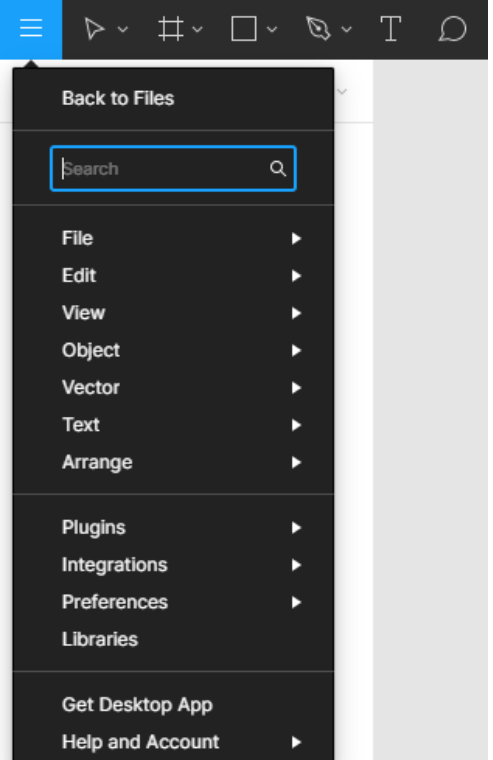 Back to Files
Search
File
Edit
View
Object
Vector
Text
Arrange
Plugins
Integrations
Preferences
Libraries
Get Desktop App
Help and Account